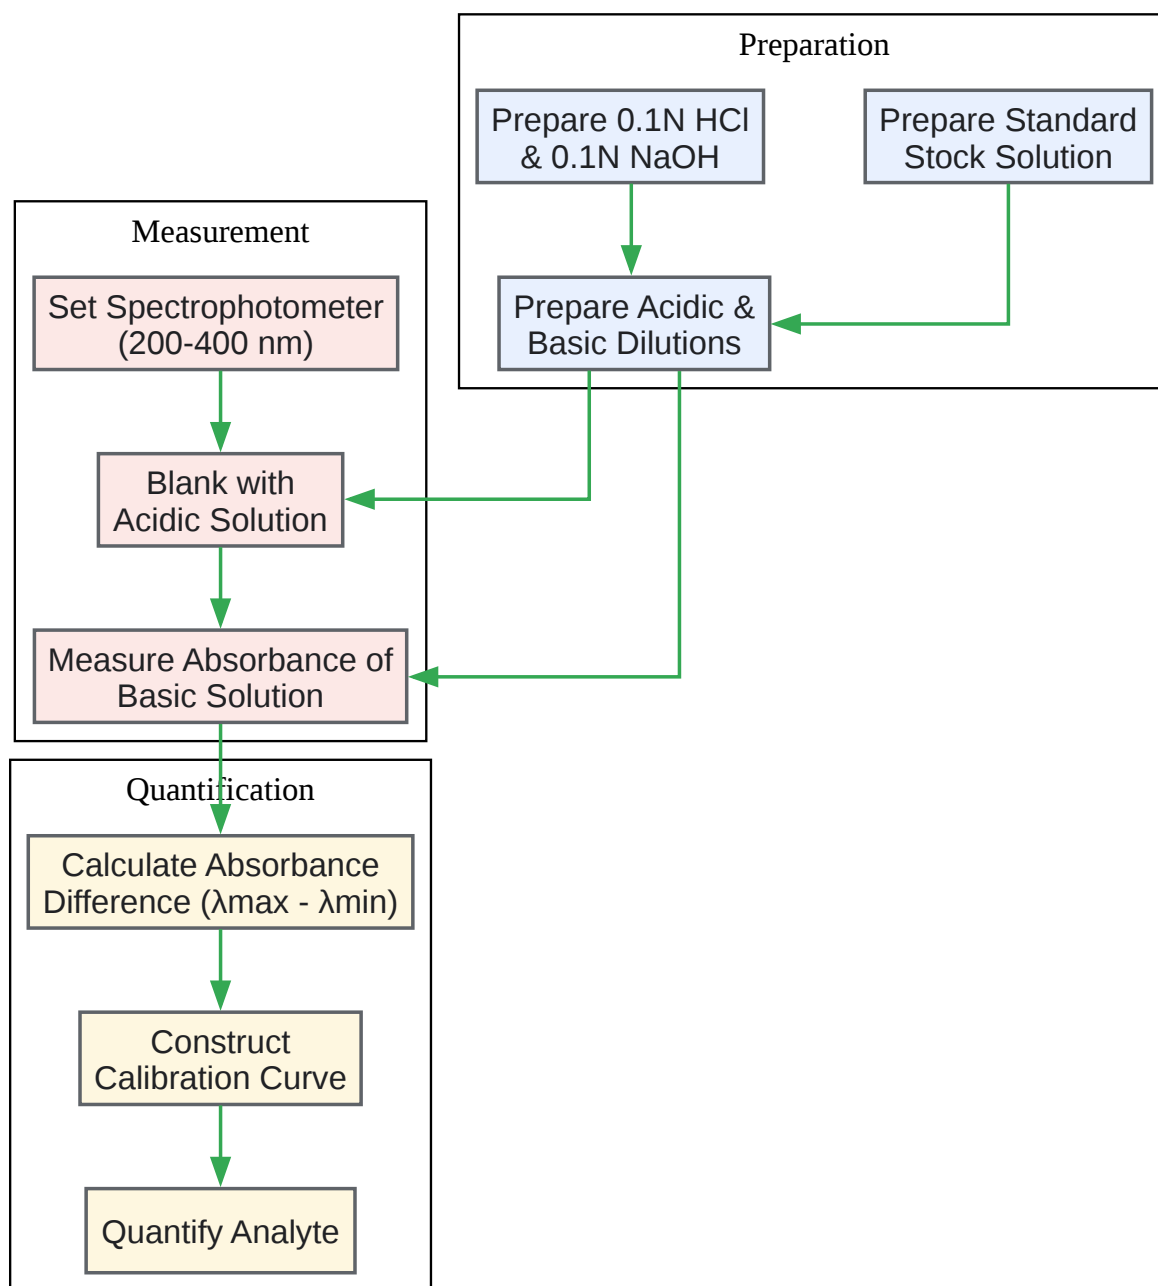 Preparation
Prepare 0.1N HCl
& 0.1N NaOH
Prepare Standard
Stock Solution
Prepare Acidic &
Basic Dilutions
Measurement
Set Spectrophotometer
(200-400 nm)
Blank with
Acidic Solution
Measure Absorbance of
Basic Solution
Quantification
Calculate Absorbance
Difference (λmax - λmin)
Construct
Calibration Curve
Quantify Analyte